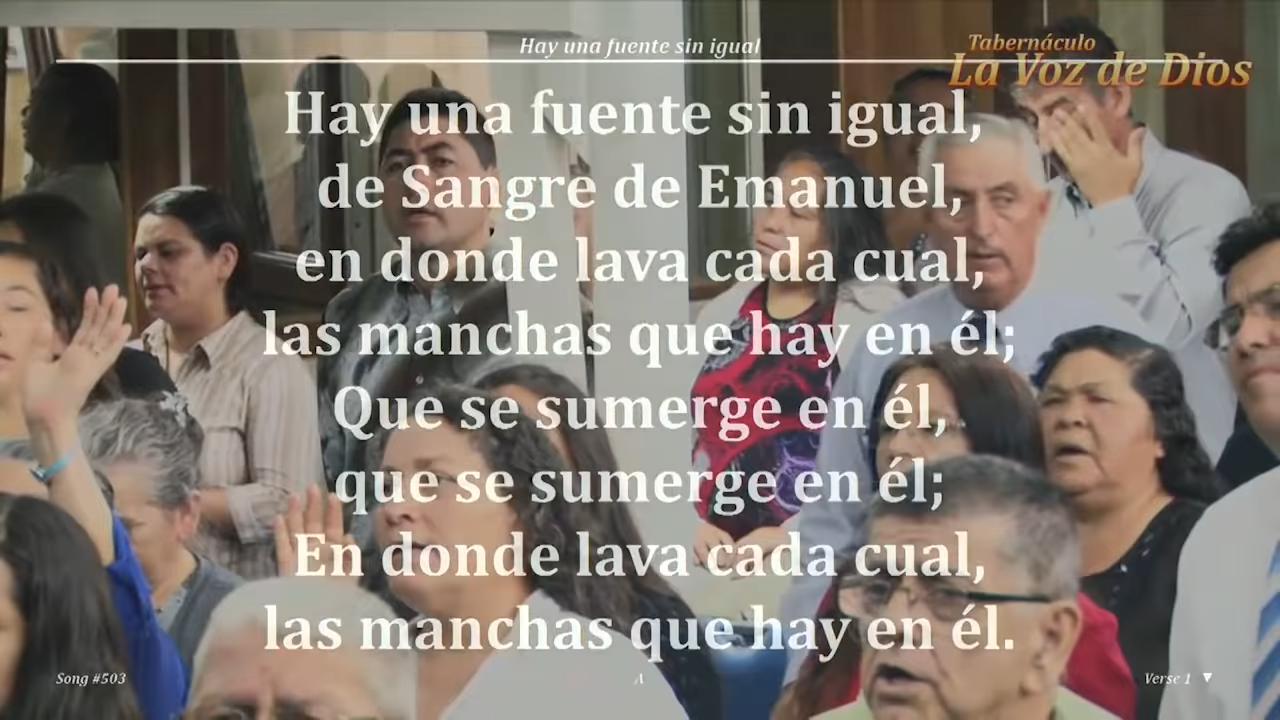 Hay una fuente sin igual
Tabernáculo
La Voz de Dios
Hay una fuente sin igual,
de Sangre de Emanuel,
en donde lava cada cual,
las manchas que hay en él;
Que se sumerge en él,
que se sumerge en él;
En donde lava cada cual,
las manchas que hay en él.
Song #503
A
Verse 1 ▼